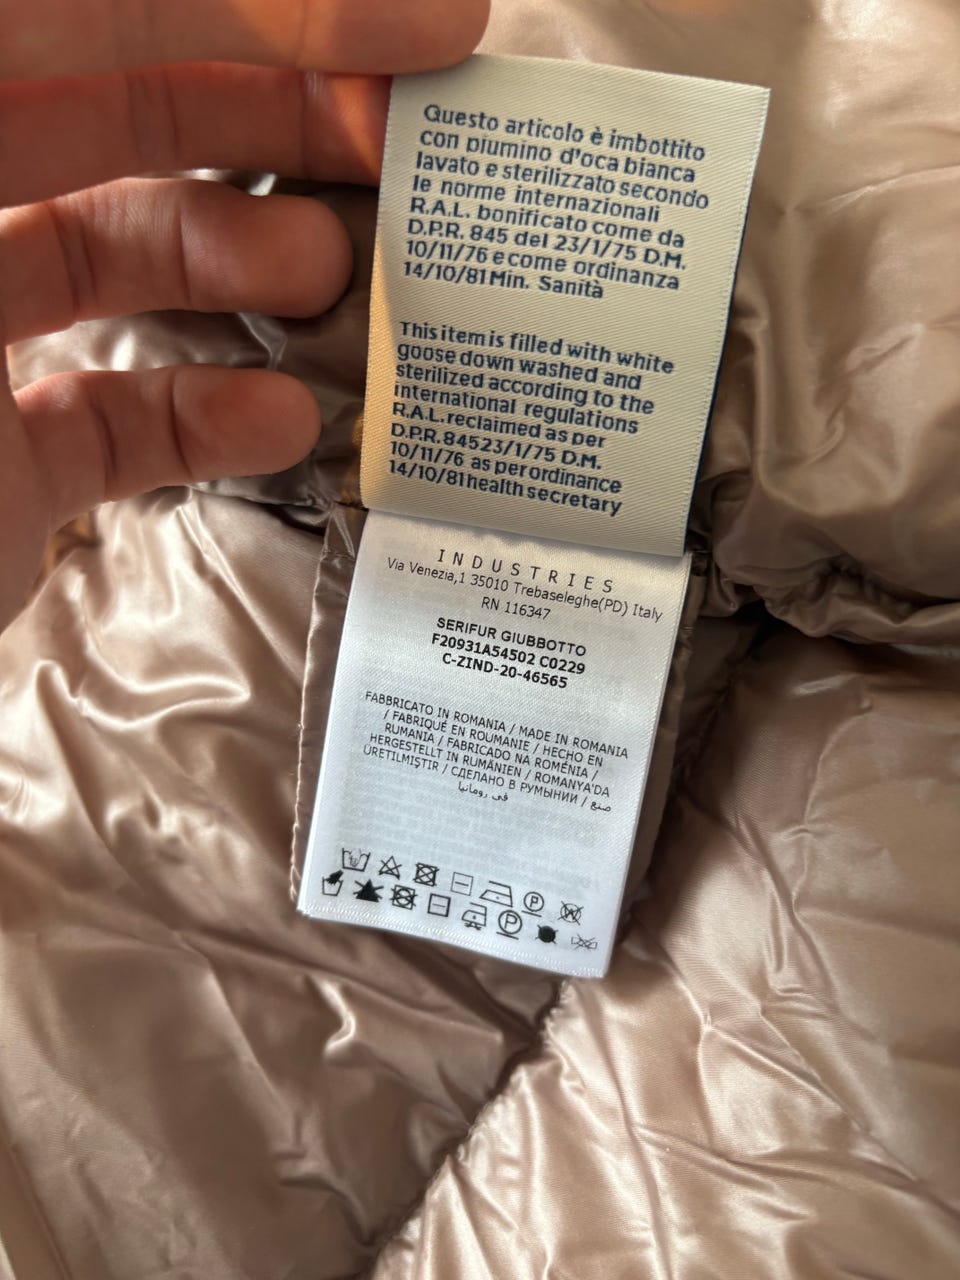 Questo articolo è imbottito
con piumino d'oca bianca
lavato e sterilizzato secondo
le norme internazionali
R.A.L. bonificato come da
D.P.R. 845 del 23/1/75 D.M.
10/11/76 e come ordinanza
14/10/81 Min. Sanità
This item is filled with white
goose down washed and
sterilized according to the
international regulations
R.A.L. reclaimed as per
D.P.R. 84523/1/75 D.M.
10/11/76 as per ordinance
14/10/81 health secretary
INDUSTRIES
Via Venezia,1 35010 Trebaseleghe(PD) Italy
RN 116347
SERIFUR GIUBBOTTO
F20931A54502 C0229
C-ZIND-20-46565
FABBRICATO IN ROMANIA / MADE IN ROMANIA
/ FABRIQUÉ EN ROUMANIE / HECHO EN
RUMANIA / FABRICADO NA ROMÉNIA /
HERGESTELLT IN RUMÄNIEN / ROMANYA'DA
ÜRETILMIŞTIR / СДЕЛАНО В РУМЫНИИ / صنع
في رومانيا
P W
P